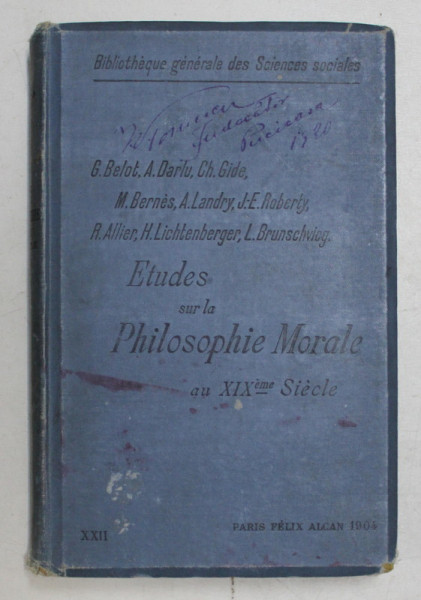 Bibliothèque générale des Sciences sociales
1920
G. Belot, A. Darlu, Ch. Gide,
M. Bernès, A. Landry, J.-E. Roberty,
R. Allier, H. Lichtenberger, L. Brunschvicg.
Etudes
sur la
Philosophie Morale
au XIXème Siècle
XXII
PARIS FÉLIX ALCAN 1904